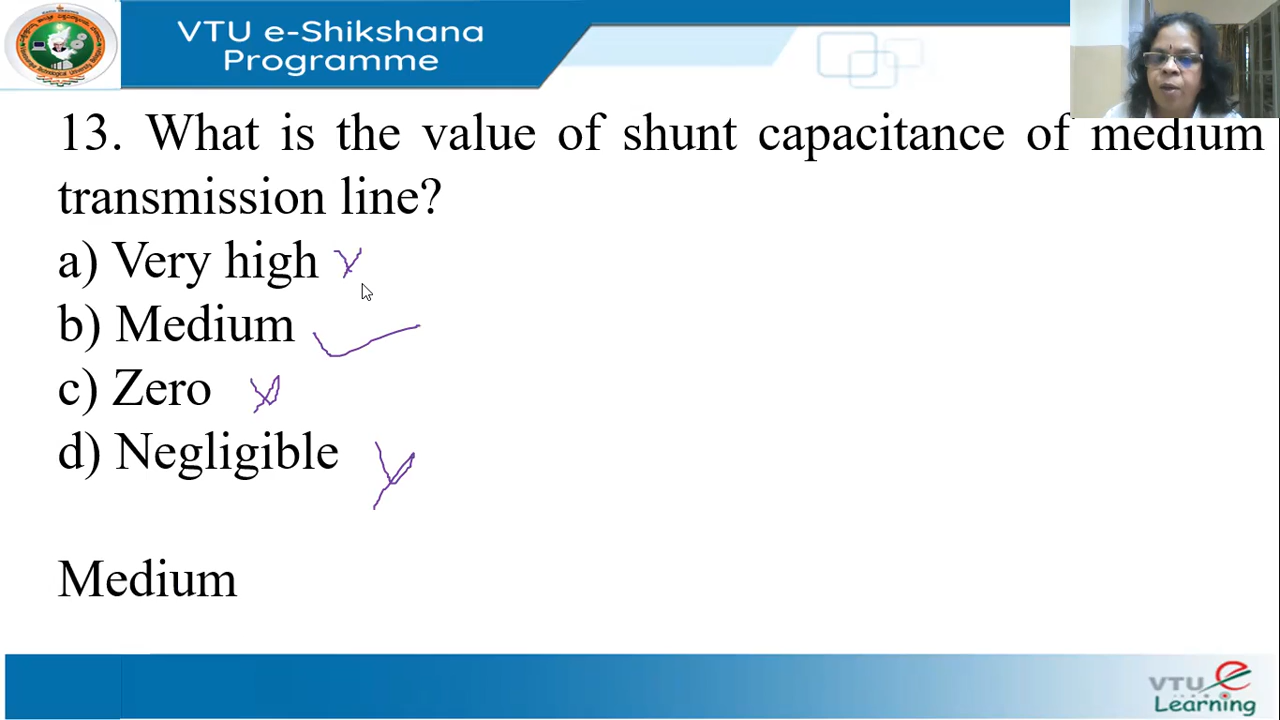 VTU e-Shikshana
Programme
13. What is the value of shunt capacitance of medium
transmission line?
a) Very high
b) Medium
c) Zero
d) Negligible
Medium
VTU e
Learning